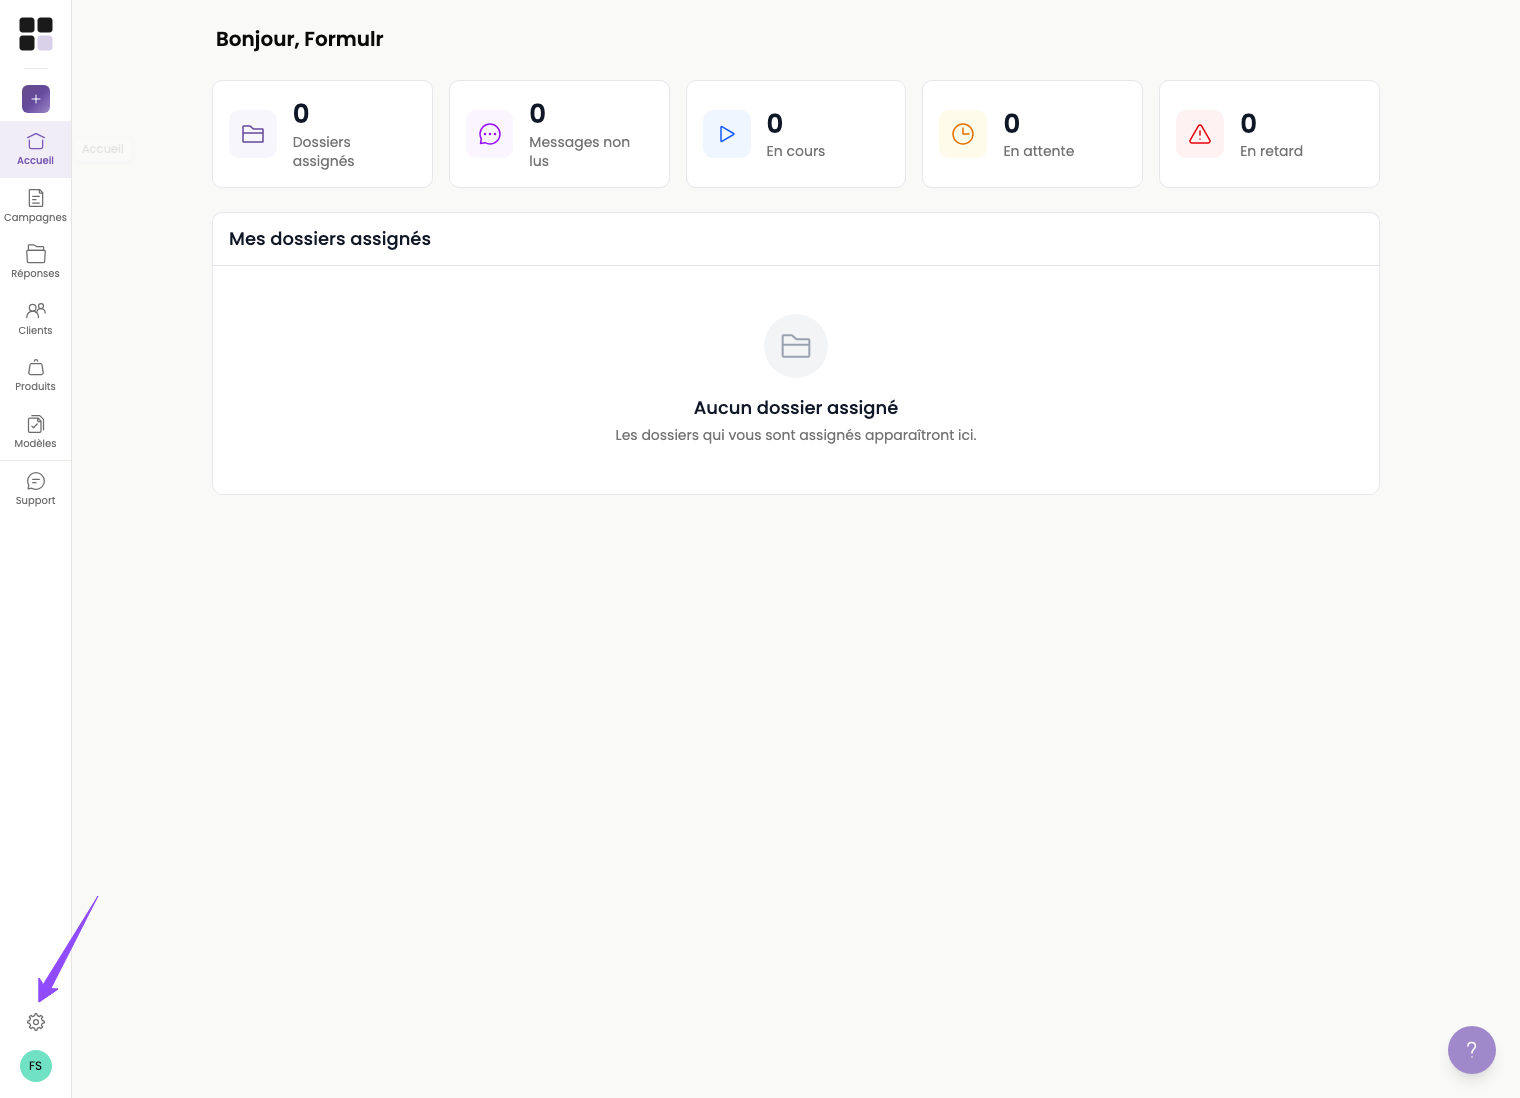 Bonjour, Formulr
0
Dossiers
assignés
0
Messages non
lus
0
En cours
0
En attente
0
En retard
Accueil
Accueil
Campagnes
Réponses
Clients
Produits
Modèles
Support
Mes dossiers assignés
Aucun dossier assigné
Les dossiers qui vous sont assignés apparaîtront ici.
FS
?